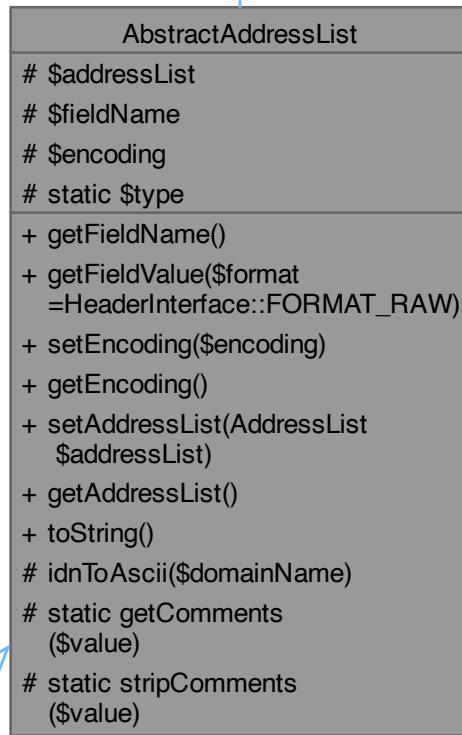 AbstractAddressList
# $addressList
# $fieldName
# $encoding
# static $type
+ getFieldName()
+ getFieldValue($format
=HeaderInterface::FORMAT_RAW)
+ setEncoding($encoding)
+ getEncoding()
+ setAddressList(AddressList
$addressList)
+ getAddressList()
+ toString()
# idnToAscii($domainName)
# static getComments
($value)
# static stripComments
($value)